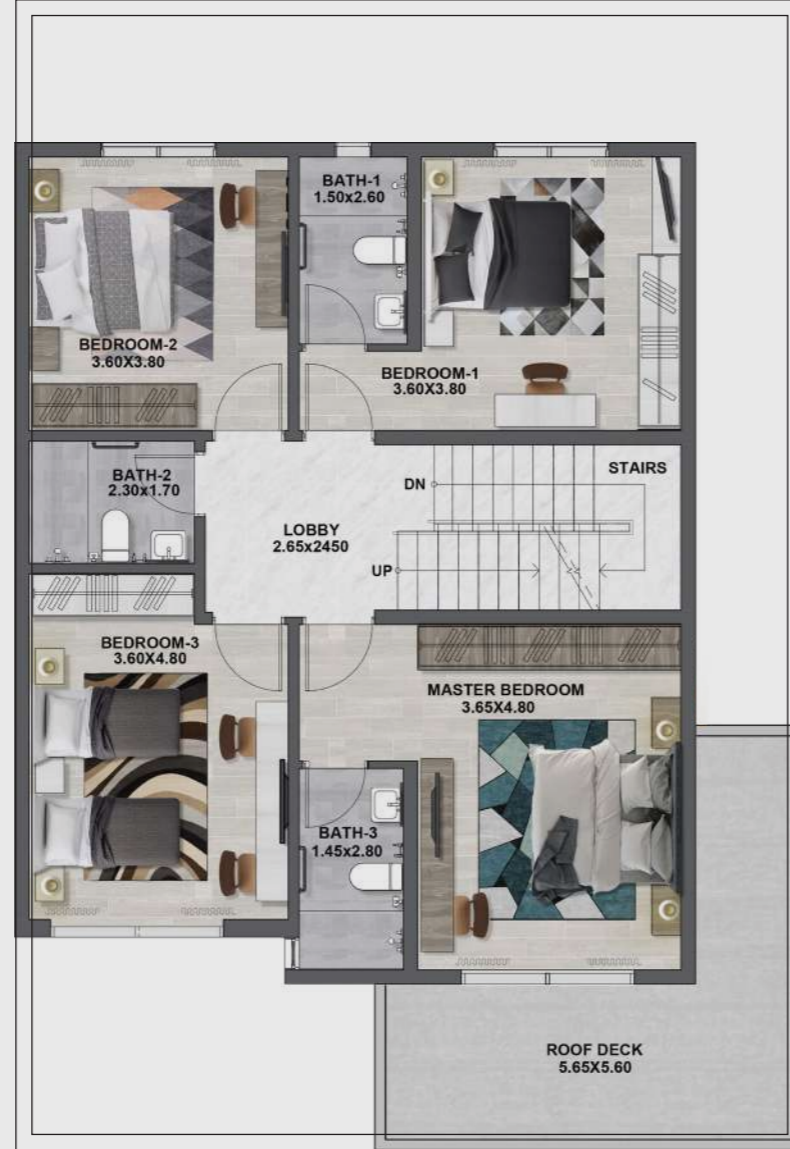 BATH-1
1.50x2.60
BEDROOM-2
3.60X3.80
BEDROOM-1
3.60X3.80
BATH-2
2.30x1.70
STAIRS
DN
LOBBY
2.65x2450
UP
BEDROOM-3
3.60X4.80
MASTER BEDROOM
3.65X4.80
BATH-3
1.45x2.80
ROOF DECK
5.65X5.60